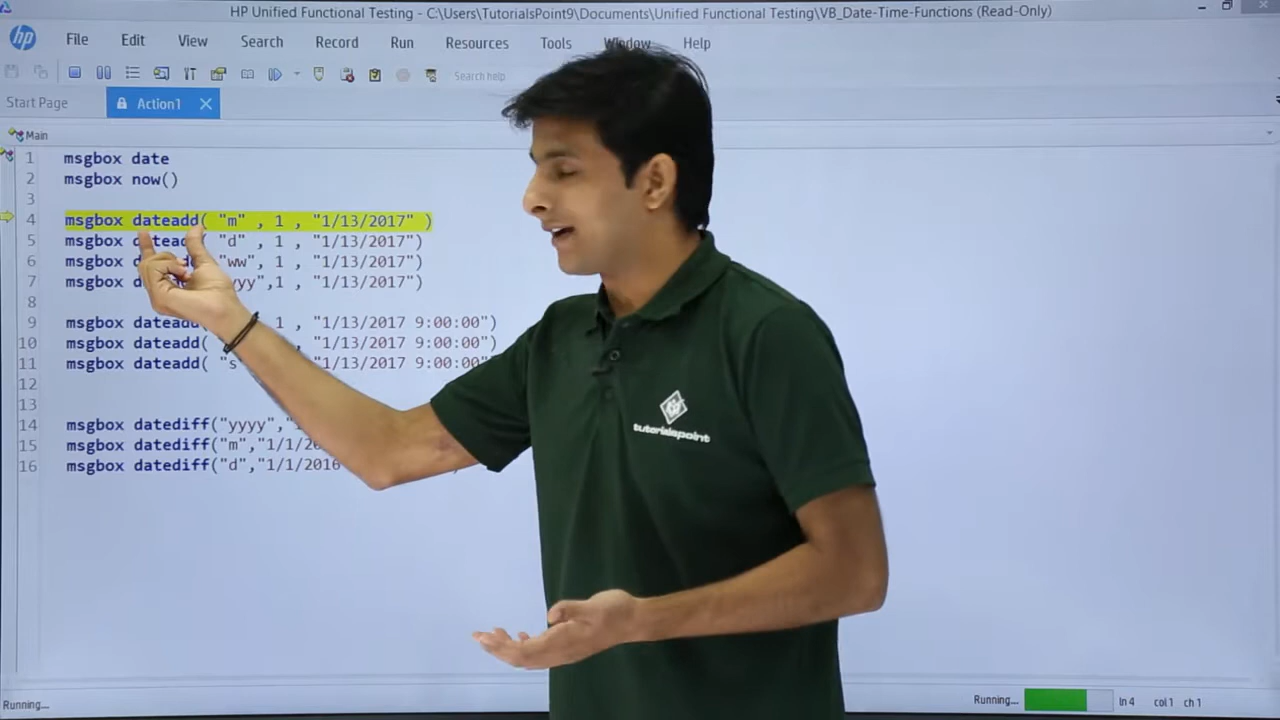 HP Unified Functional Testing - C:\Users\TutorialsPoint9\Documents\Unified Functional Testing\VB_Date-Time-Functions (Read-Only)
hp File Edit View Search Record Run Resources Tools Window Help
Search help
Start Page Action1
Main
1 msgbox date
2 msgbox now()
3
4 msgbox dateadd( "m" , 1 , "1/13/2017" )
5 msgbox dateadd( "d" , 1 , "1/13/2017")
6 msgbox "ww", 1 , "1/13/2017")
7 msgbox 1 , "1/13/2017")
8
9 msgbox dateadd( 1 , "1/13/2017 9:00:00")
10 msgbox dateadd( , "1/13/2017 9:00:00")
11 msgbox dateadd( "s 1/13/2017 9:00:00
12
13
14 msgbox datediff("yyyy","
15 msgbox datediff("m","1/1/
16 msgbox datediff("d","1/1/2016
tutorialspoint
Running... Running... ln 4 col 1 ch 1